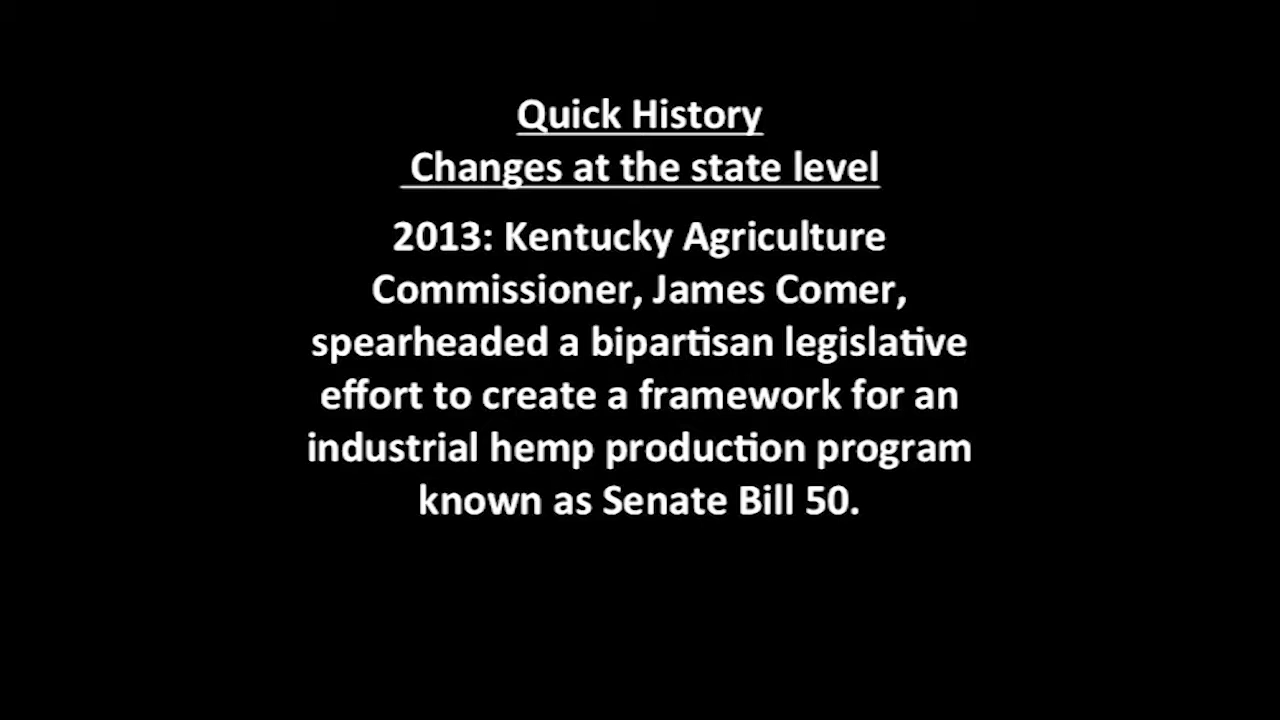 Quick History
Changes at the state level
2013: Kentucky Agriculture
Commissioner, James Comer,
spearheaded a bipartisan legislative
effort to create a framework for an
industrial hemp production program
known as Senate Bill 50.